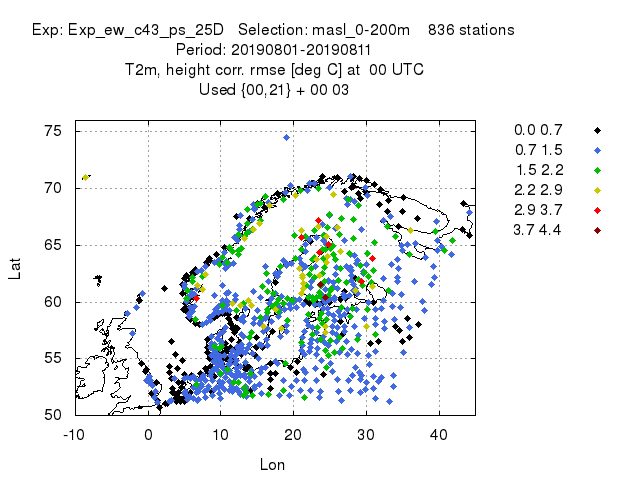 Exp: Exp_ew_c43_ps_25D Selection: masl_0-200m 836 stations
Period: 20190801-20190811
T2m, height corr. rmse [deg C] at 00 UTC
Used {00,21} + 00 03
75
70
65
60
55
50
Lat
-10 0 10 20 30 40
Lon
0.0 0.7
0.7 1.5
1.5 2.2
2.2 2.9
2.9 3.7
3.7 4.4